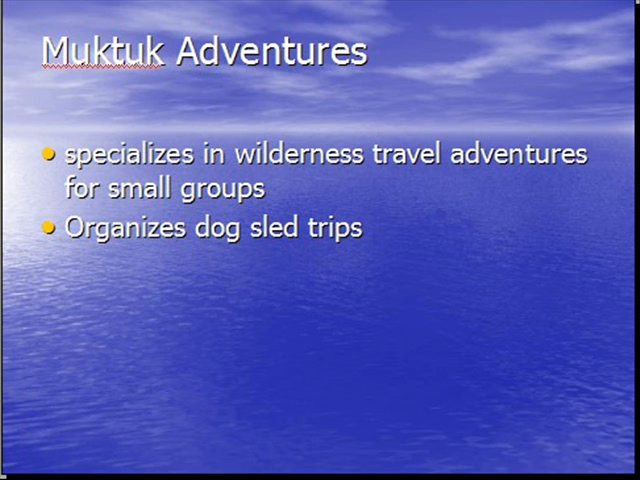 Muktuk Adventures
specializes in wilderness travel adventures
for small groups
Organizes dog sled trips